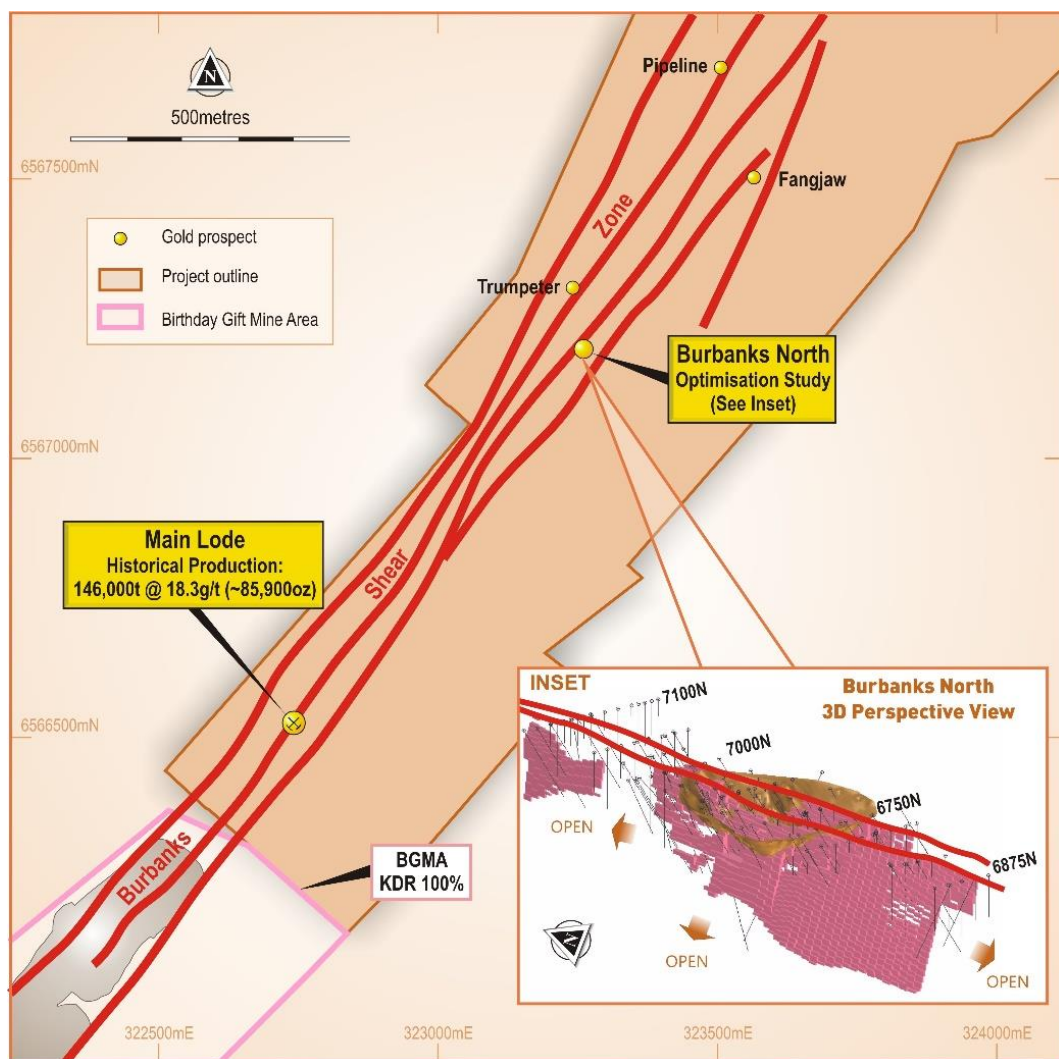 N
500metres
6567500mN
Gold prospect
Project outline
Birthday Gift Mine Area
Pipeline
Fangjaw
Zone
Trumpeter
Burbanks North
Optimisation Study
(See Inset)
6567000mN
Main Lode
Historical Production:
146,000t @ 18.3g/t (~85,900oz)
Shear
6566500mN
Burbanks
BGMA
KDR 100%
INSET
Burbanks North
3D Perspective View
7100N
7000N
6750N
6875N
OPEN
OPEN
OPEN
N
322500mE
323000mE
323500mE
324000mE